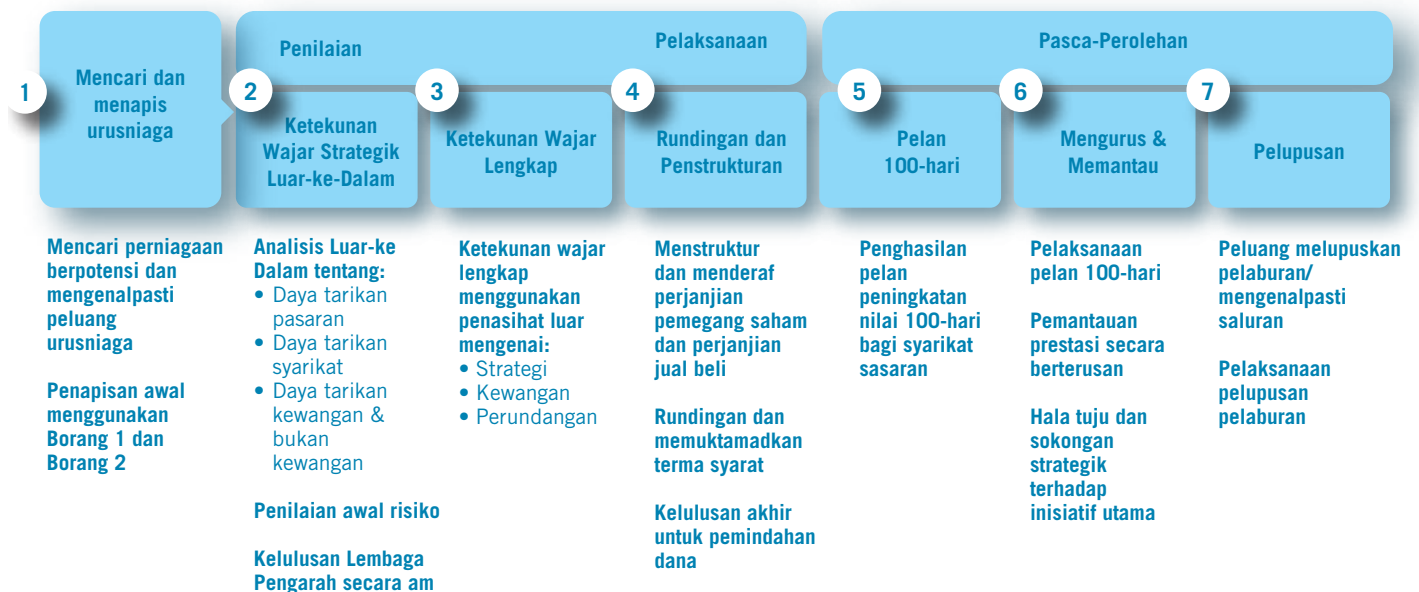 Penilaian
Pelaksanaan
Pasca-Perolehan
1
Mencari dan
menapis
urusniaga
2
Ketekunan
Wajar Strategik
Luar-ke-Dalam
3
Ketekunan Wajar
Lengkap
4
Rundingan dan
Penstrukturan
5
Pelan
100-hari
6
Mengurus &
Memantau
7
Pelupusan
Mencari perniagaan
berpotensi dan
mengenalpasti
peluang
urusniaga
Penapisan awal
menggunakan
Borang 1 dan
Borang 2
Analisis Luar-ke
Dalam tentang:
• Daya tarikan
pasaran
• Daya tarikan
syarikat
• Daya tarikan
kewangan &
bukan
kewangan
Penilaian awal risiko
Kelulusan Lembaga
Pengarah secara am
Ketekunan wajar
lengkap
menggunakan
penasihat luar
mengenai:
• Strategi
• Kewangan
• Perundangan
Menstruktur
dan menderaf
perjanjian
pemegang saham
dan perjanjian
jual beli
Rundingan dan
memuktamadkan
terma syarat
Kelulusan akhir
untuk pemindahan
dana
Penghasilan
pelan
peningkatan
nilai 100-hari
bagi syarikat
sasaran
Pelaksanaan
pelan 100-hari
Pemantauan
prestasi secara
berterusan
Hala tuju dan
sokongan
strategik
terhadap
inisiatif utama
Peluang melupuskan
pelaburan/
mengenalpasti
saluran
Pelaksanaan
pelupusan
pelaburan